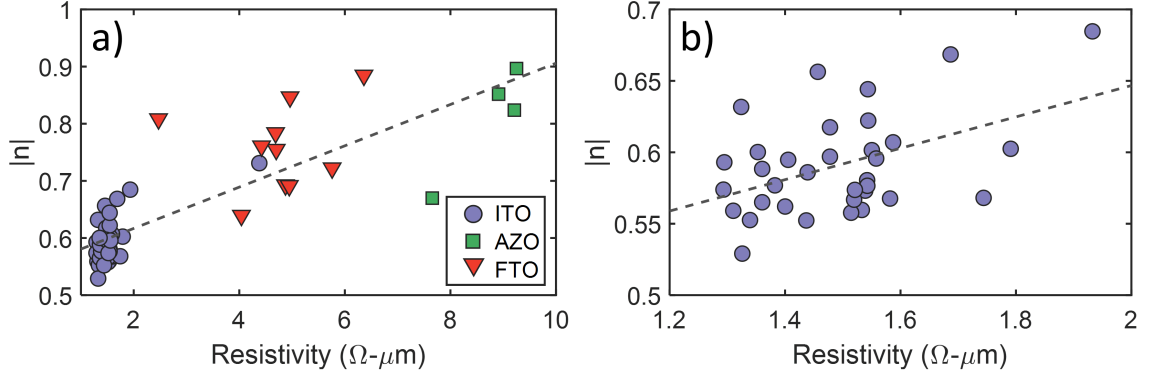 a)
1
0.9
0.8
0.7
0.6
0.5
|n|
2
4
6
8
10
Resistivity (Ω-μm)
ITO
AZO
FTO
b)
0.7
0.65
0.6
0.55
0.5
|n|
1.2
1.4
1.6
1.8
2
Resistivity (Ω-μm)